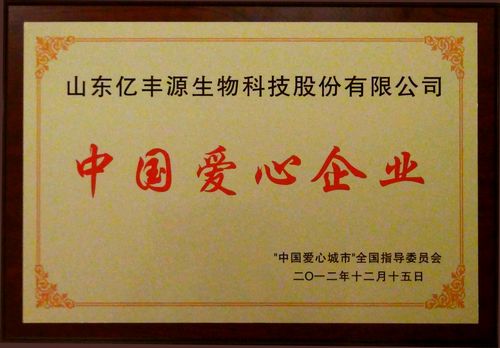 山东亿丰源生物科技股份有限公司
中国爱心企业
"中国爱心城市"全国指导委员会
二〇一二年十二月十五日